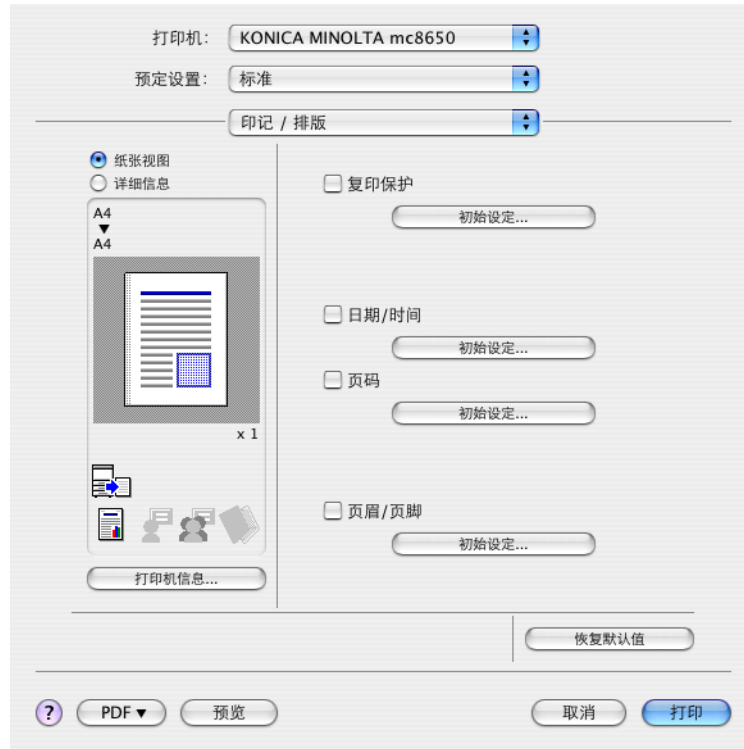 打印机: KONICA MINOLTA mc8650
预定设置: 标准
印记 / 排版
纸张视图
详细信息
A4
A4
x 1
打印机信息...
复印保护
初始设定...
日期/时间
初始设定...
页码
初始设定...
页眉/页脚
初始设定...
恢复默认值
? PDF▼ 预览 取消 打印